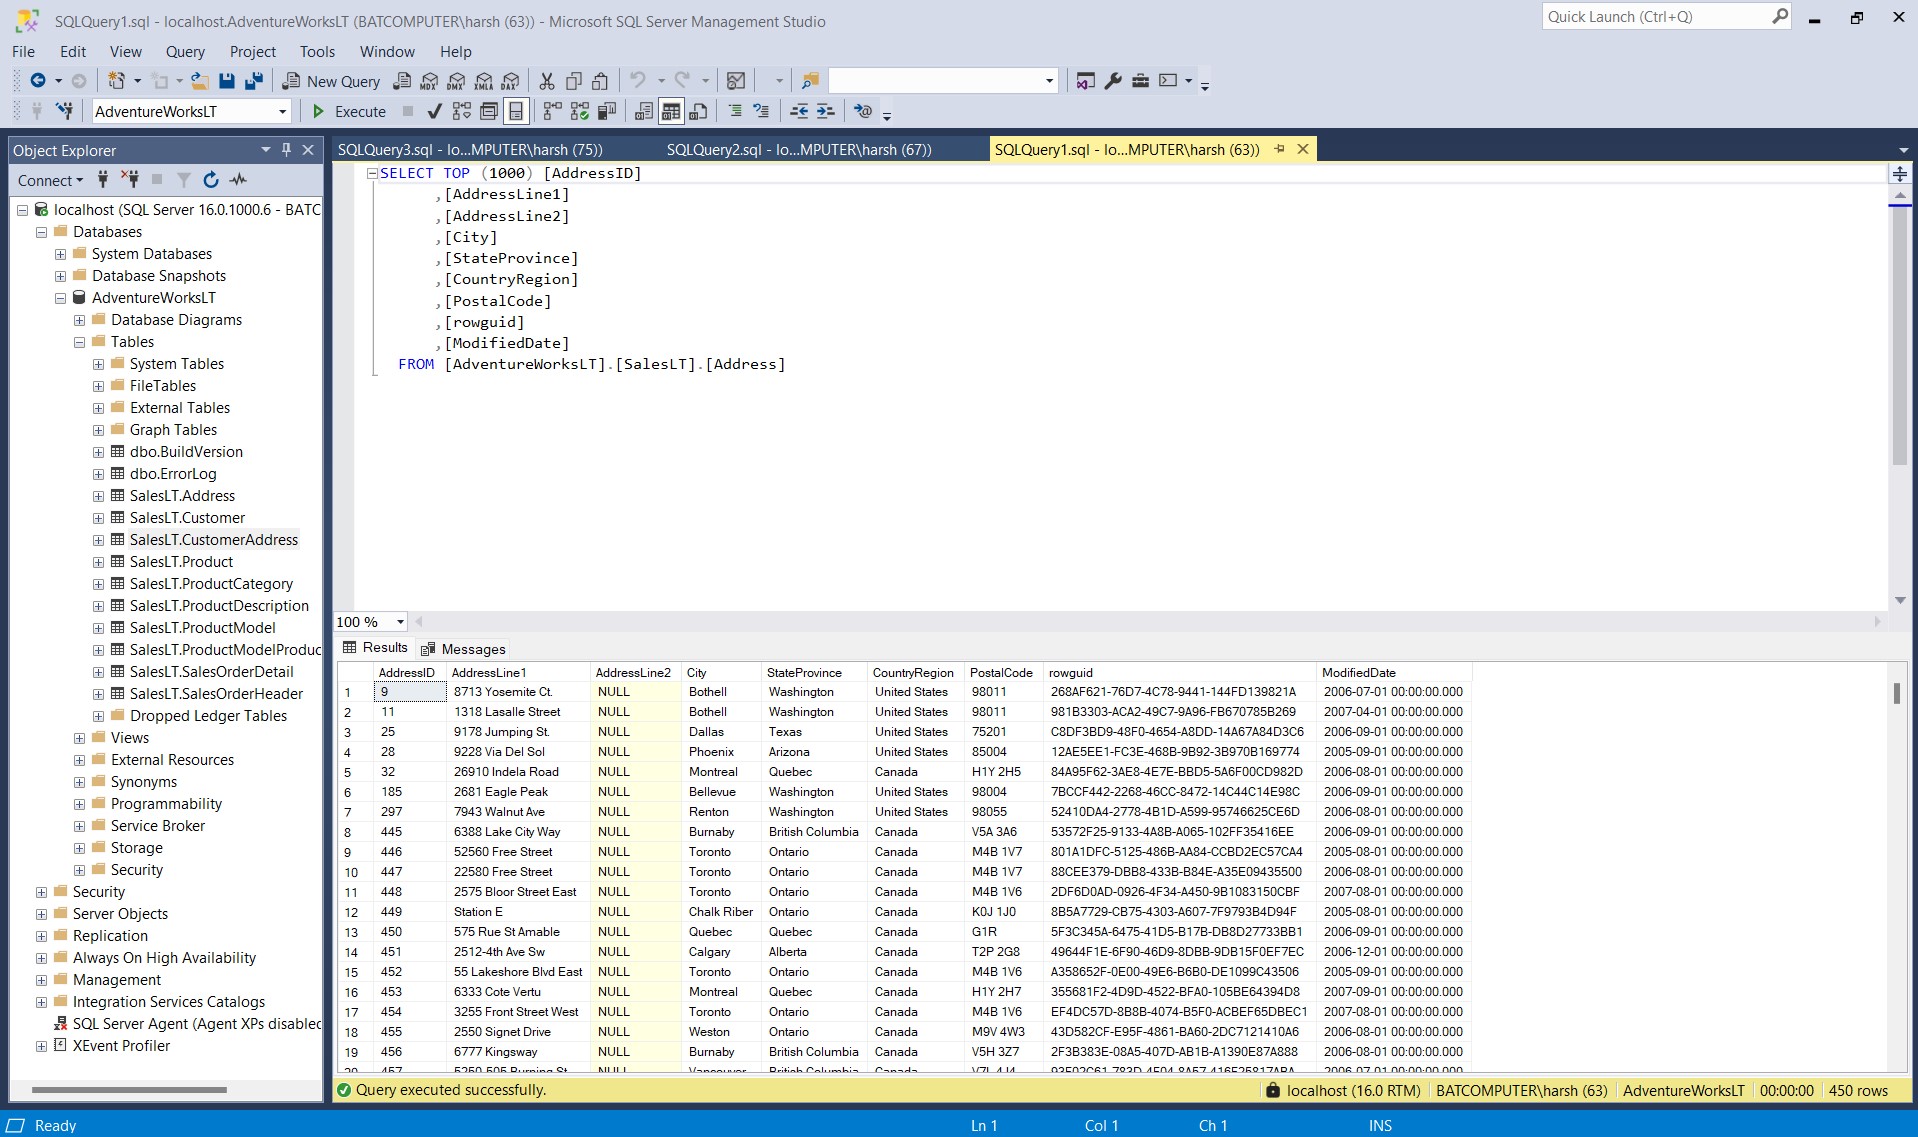 SQLQuery1.sql - localhost.AdventureWorksLT (BATCOMPUTER\harsh (63)) - Microsoft SQL Server Management Studio
Quick Launch (Ctrl+Q)
File Edit View Query Project Tools Window Help
New Query MDX DMX XMLA DAX
AdventureWorksLT Execute
Object Explorer
Connect
localhost (SQL Server 16.0.1000.6 - BATC
Databases
System Databases
Database Snapshots
AdventureWorksLT
Database Diagrams
Tables
System Tables
FileTables
External Tables
Graph Tables
dbo.BuildVersion
dbo.ErrorLog
SalesLT.Address
SalesLT.Customer
SalesLT.CustomerAddress
SalesLT.Product
SalesLT.ProductCategory
SalesLT.ProductDescription
SalesLT.ProductModel
SalesLT.ProductModelProduc
SalesLT.SalesOrderDetail
SalesLT.SalesOrderHeader
Dropped Ledger Tables
Views
External Resources
Synonyms
Programmability
Service Broker
Storage
Security
Security
Server Objects
Replication
Always On High Availability
Management
Integration Services Catalogs
SQL Server Agent (Agent XPs disabled
XEvent Profiler
SQLQuery3.sql - lo...MPUTER\harsh (75)) SQLQuery2.sql - lo...MPUTER\harsh (67)) SQLQuery1.sql - lo...MPUTER\harsh (63))
SELECT TOP (1000) [AddressID]
,[AddressLine1]
,[AddressLine2]
,[City]
,[StateProvince]
,[CountryRegion]
,[PostalCode]
,[rowguid]
,[ModifiedDate]
FROM [AdventureWorksLT].[SalesLT].[Address]
100 %
Results Messages
AddressID AddressLine1 AddressLine2 City StateProvince CountryRegion PostalCode rowguid ModifiedDate
1 9 8713 Yosemite Ct. NULL Bothell Washington United States 98011 268AF621-76D7-4C78-9441-144FD139821A 2006-07-01 00:00:00.000
2 11 1318 Lasalle Street NULL Bothell Washington United States 98011 981B3303-ACA2-49C7-9A96-FB670785B269 2007-04-01 00:00:00.000
3 25 9178 Jumping St. NULL Dallas Texas United States 75201 C8DF3BD9-48F0-4654-A8DD-14A67A84D3C6 2006-09-01 00:00:00.000
4 28 9228 Via Del Sol NULL Phoenix Arizona United States 85004 12AE5EE1-FC3E-468B-9B92-3B970B169774 2005-09-01 00:00:00.000
5 32 26910 Indela Road NULL Montreal Quebec Canada H1Y 2H5 84A95F62-3AE8-4E7E-BBD5-5A6F00CD982D 2006-08-01 00:00:00.000
6 185 2681 Eagle Peak NULL Bellevue Washington United States 98004 7BCCF442-2268-46CC-8472-14C44C14E98C 2006-09-01 00:00:00.000
7 297 7943 Walnut Ave NULL Renton Washington United States 98055 52410DA4-2778-4B1D-A599-95746625CE6D 2006-08-01 00:00:00.000
8 445 6388 Lake City Way NULL Burnaby British Columbia Canada V5A 3A6 53572F25-9133-4A8B-A065-102FF35416EE 2006-09-01 00:00:00.000
9 446 52560 Free Street NULL Toronto Ontario Canada M4B 1V7 801A1DFC-5125-486B-AA84-CCBD2EC57CA4 2005-08-01 00:00:00.000
10 447 22580 Free Street NULL Toronto Ontario Canada M4B 1V7 88CEE379-DBB8-433B-B84E-A35E09435500 2006-08-01 00:00:00.000
11 448 2575 Bloor Street East NULL Toronto Ontario Canada M4B 1V6 2DF6D0AD-0926-4F34-A450-9B1083150CBF 2007-08-01 00:00:00.000
12 449 Station E NULL Chalk Riber Ontario Canada K0J 1J0 8B5A7729-CB75-4303-A607-7F9793B4D94F 2005-08-01 00:00:00.000
13 450 575 Rue St Amable NULL Quebec Quebec Canada G1R 5F3C345A-6475-41D5-B17B-DB8D27733BB1 2006-09-01 00:00:00.000
14 451 2512-4th Ave Sw NULL Calgary Alberta Canada T2P 2G8 49644F1E-6F90-46D9-8DBB-9DB15F0EF7EC 2006-12-01 00:00:00.000
15 452 55 Lakeshore Blvd East NULL Toronto Ontario Canada M4B 1V6 A358652F-0E00-49E6-B6B0-DE1099C43506 2005-09-01 00:00:00.000
16 453 6333 Cote Vertu NULL Montreal Quebec Canada H1Y 2H7 355681F2-4D9D-4522-BFA0-105BE64394D8 2007-09-01 00:00:00.000
17 454 3255 Front Street West NULL Toronto Ontario Canada M4B 1V6 EF4DC57D-8B8B-4074-B5F0-ACBEF65DBEC1 2007-08-01 00:00:00.000
18 455 2550 Signet Drive NULL Weston Ontario Canada M9V 4W3 43D582CF-E95F-4861-BA60-2DC7121410A6 2006-08-01 00:00:00.000
19 456 6777 Kingsway NULL Burnaby British Columbia Canada V5H 3Z7 2F3B383E-08A5-407D-AB1B-A1390E87A888 2006-08-01 00:00:00.000
Query executed successfully. localhost (16.0 RTM) BATCOMPUTER\harsh (63) AdventureWorksLT 00:00:00 450 rows
Ready Ln 1 Col 1 Ch 1 INS